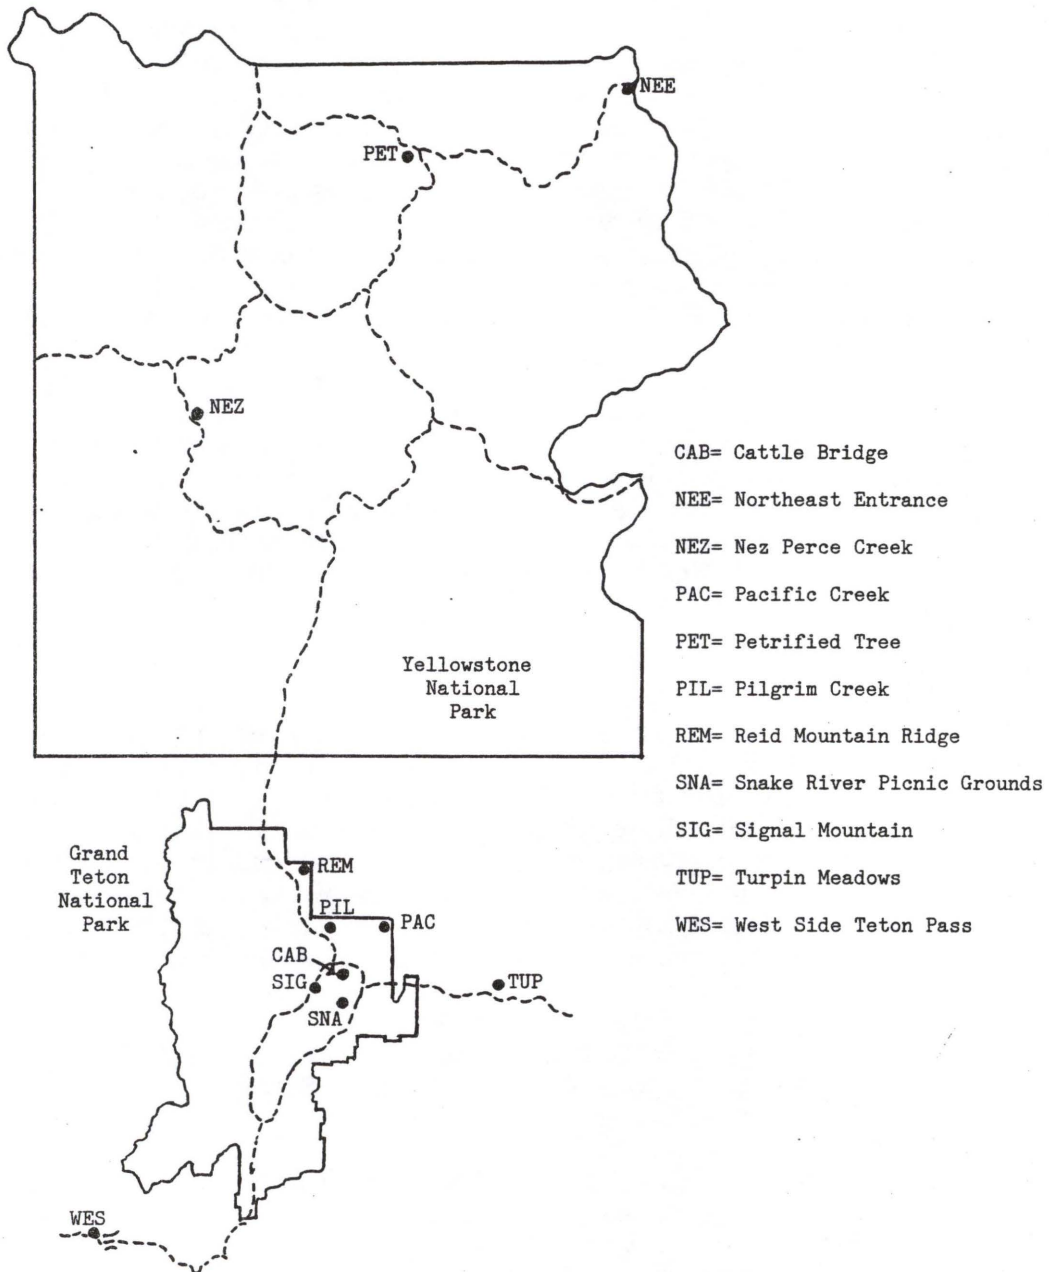 NEE
PET
NEZ
CAB= Cattle Bridge
NEE= Northeast Entrance
NEZ= Nez Perce Creek
PAC= Pacific Creek
PET= Petrified Tree
PIL= Pilgrim Creek
REM= Reid Mountain Ridge
SNA= Snake River Picnic Grounds
SIG= Signal Mountain
TUP= Turpin Meadows
WES= West Side Teton Pass
Yellowstone
National
Park
Grand
Teton
National
Park
REM
PIL
PAC
CAB
SIG
TUP
SNA
WES